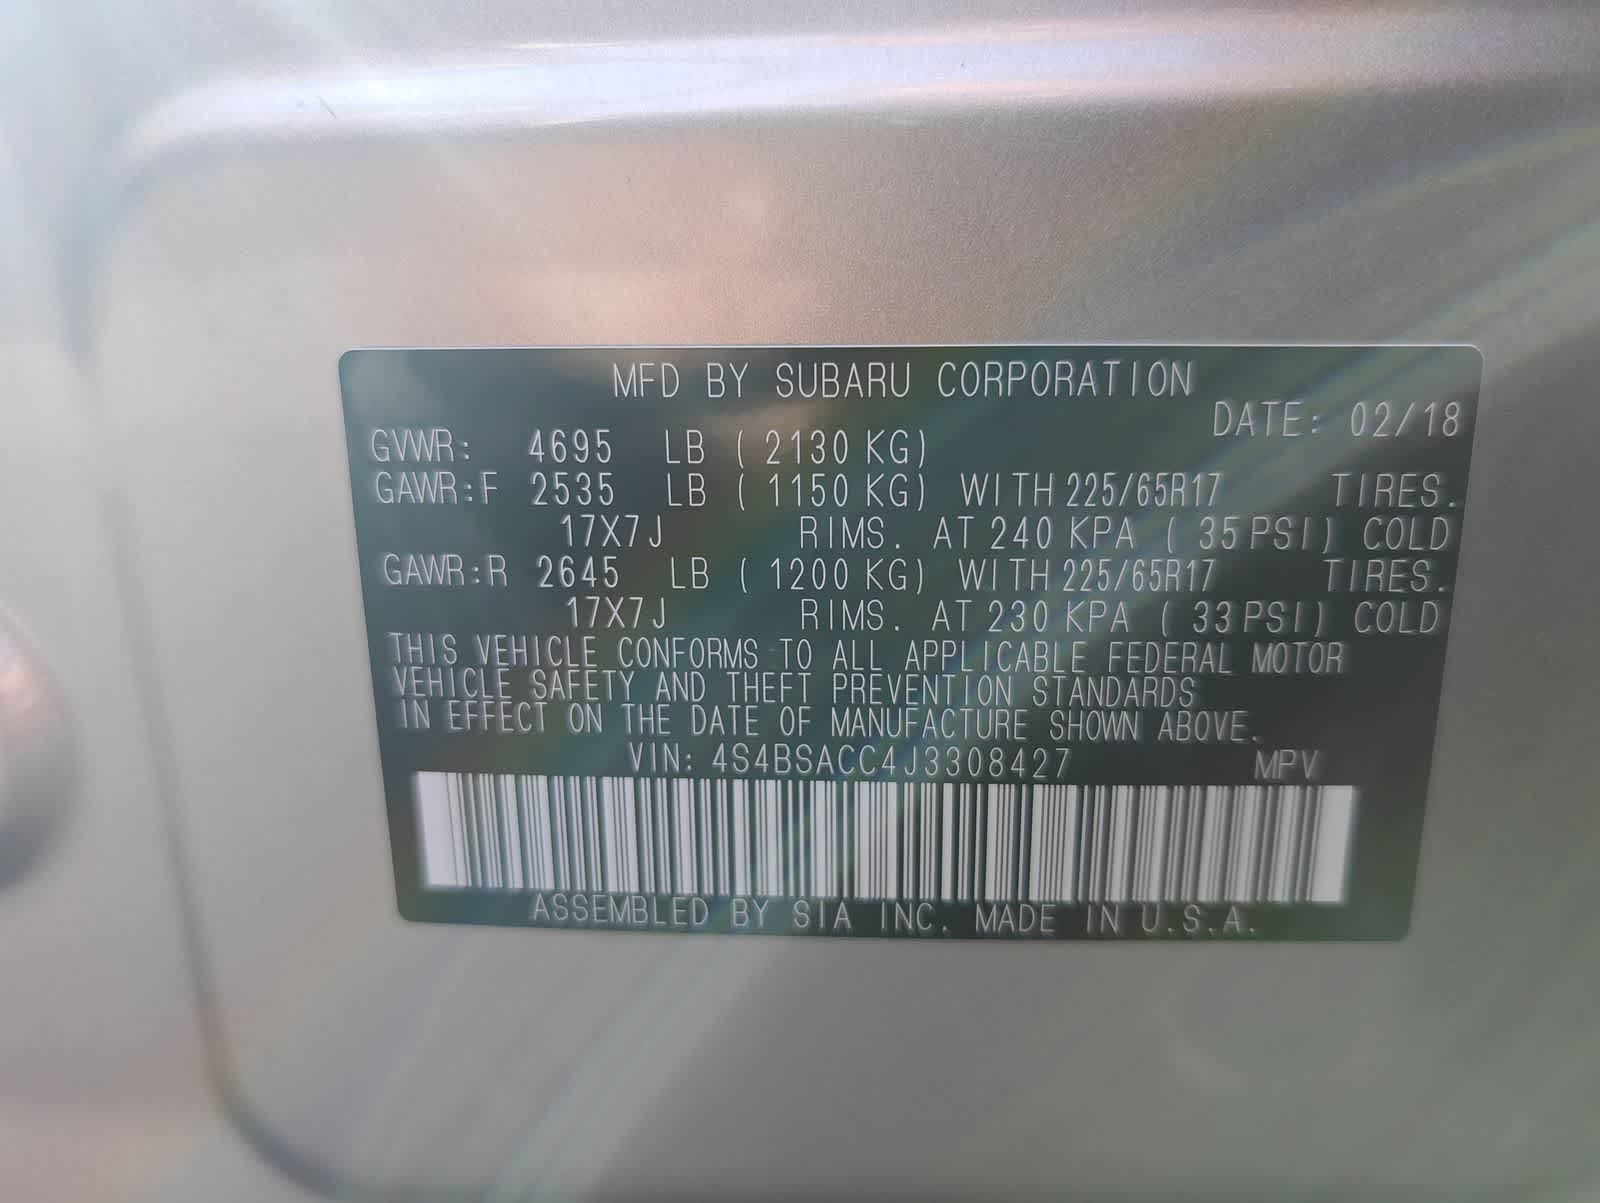 MFD BY SUBARU CORPORATION
DATE: 02/18
GVWR: 4695 LB ( 2130 KG)
GAWR:F 2535 LB ( 1150 KG) WITH 225/65R17 TIRES.
17X7J RIMS. AT 240 KPA ( 35 PSI) COLD
GAWR:R 2645 LB ( 1200 KG) WITH 225/65R17 TIRES.
17X7J RIMS. AT 230 KPA ( 33 PSI) COLD
THIS VEHICLE CONFORMS TO ALL APPLICABLE FEDERAL MOTOR
VEHICLE SAFETY AND THEFT PREVENTION STANDARDS
IN EFFECT ON THE DATE OF MANUFACTURE SHOWN ABOVE.
VIN: 4S4BSACC4J3308427 MPV
ASSEMBLED BY SIA INC. MADE IN U.S.A.